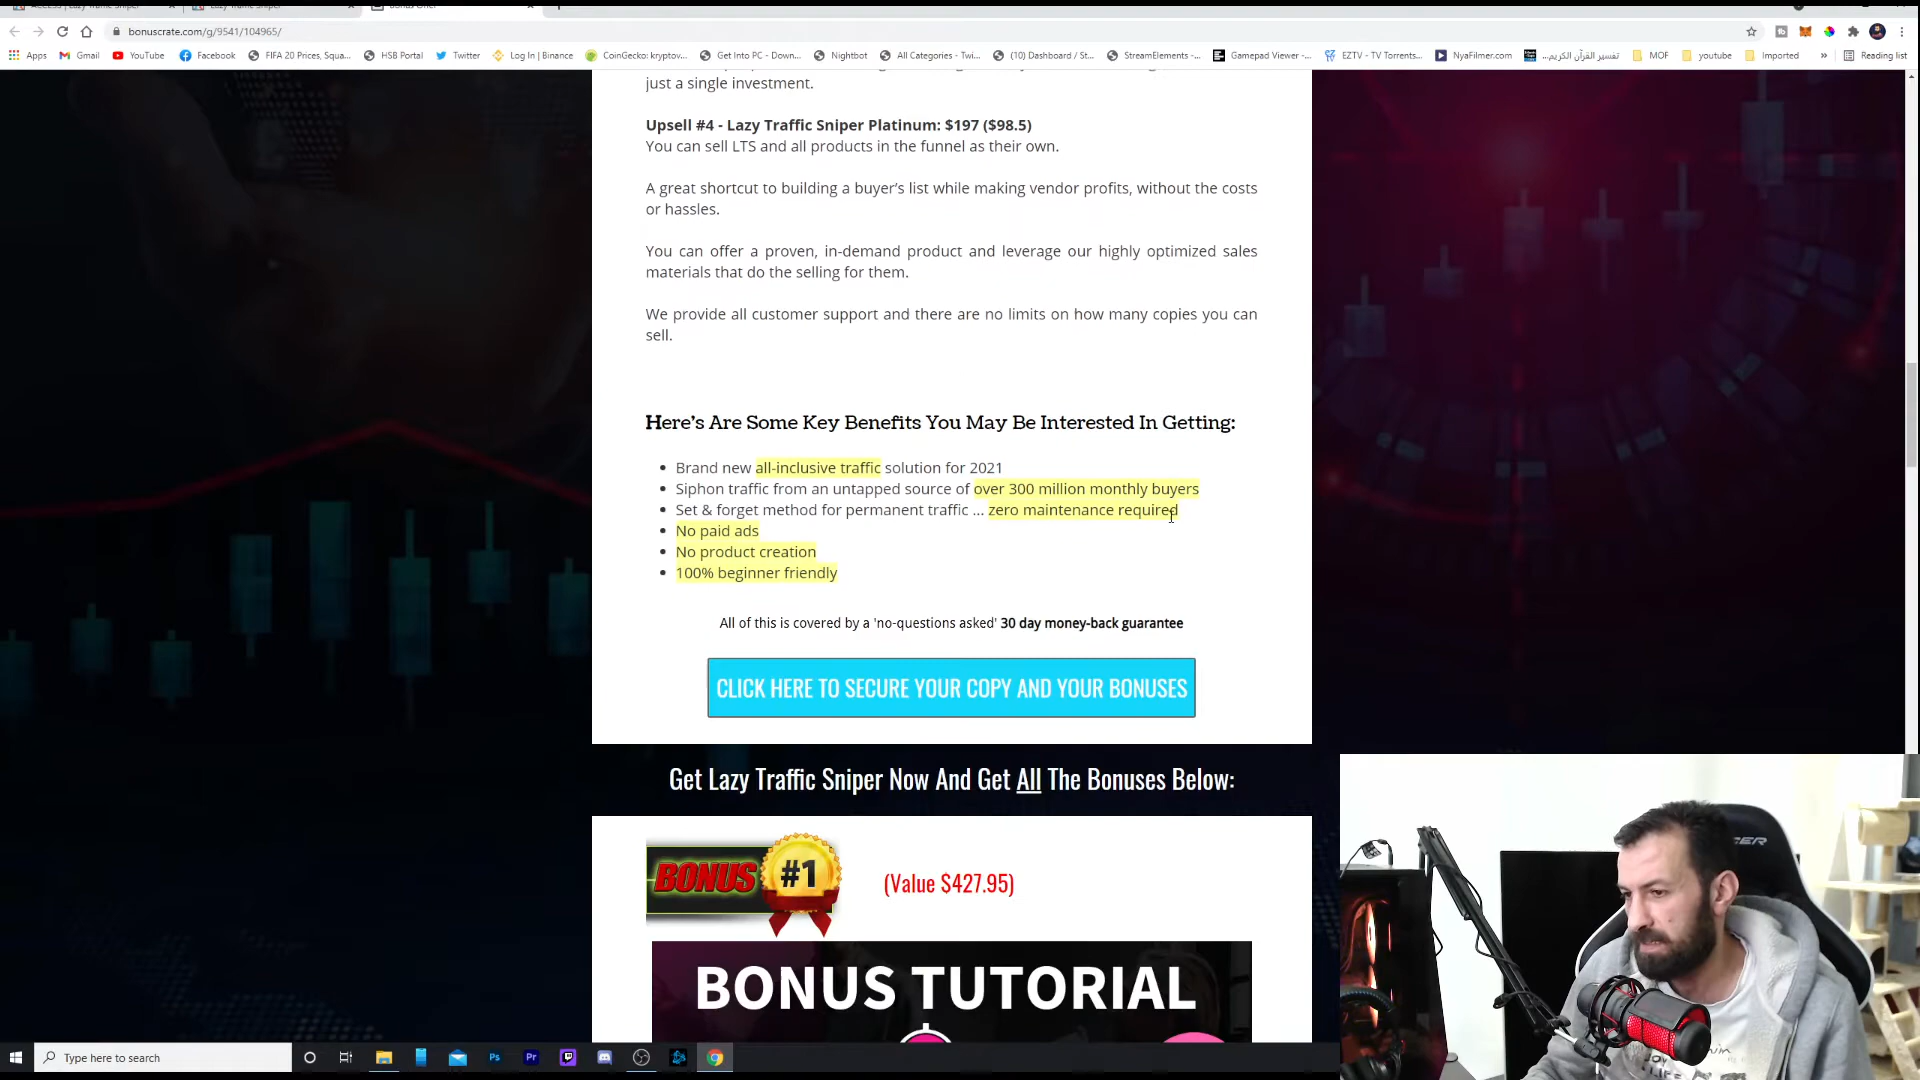 Lazy Traffic Sniper
Bonus Offer
bonuscrate.com/g/9541/104965/
Apps
Gmail
YouTube
Facebook
FIFA 20 Prices, Squa...
HSB Portal
Twitter
Log In | Binance
CoinGecko: kryptov...
Get Into PC - Down...
Nightbot
All Categories - Twi...
(10) Dashboard / St...
StreamElements -...
Gamepad Viewer -...
EZTV - TV Torrents...
NyaFilmer.com
تفسير القرآن الكريم...
MOF
youtube
Imported
»
Reading list
just a single investment.
Upsell #4 - Lazy Traffic Sniper Platinum: $197 ($98.5)
You can sell LTS and all products in the funnel as their own.
A great shortcut to building a buyer's list while making vendor profits, without the costs
or hassles.
You can offer a proven, in-demand product and leverage our highly optimized sales
materials that do the selling for them.
We provide all customer support and there are no limits on how many copies you can
sell.
Here's Are Some Key Benefits You May Be Interested In Getting:
Brand new all-inclusive traffic solution for 2021
Siphon traffic from an untapped source of over 300 million monthly buyers
Set & forget method for permanent traffic ... zero maintenance required
No paid ads
No product creation
100% beginner friendly
All of this is covered by a 'no-questions asked' 30 day money-back guarantee
CLICK HERE TO SECURE YOUR COPY AND YOUR BONUSES
Get Lazy Traffic Sniper Now And Get All The Bonuses Below:
BONUS #1
(Value $427.95)
BONUS TUTORIAL
Type here to search
Ps
Pr